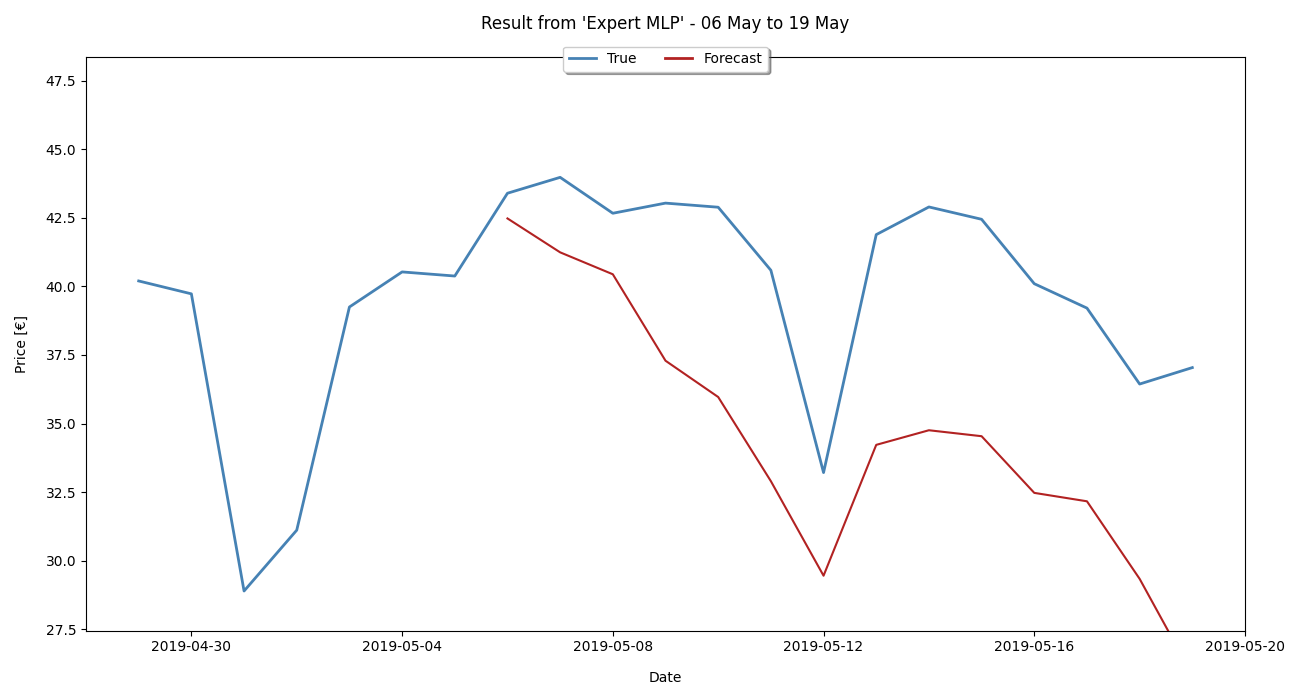 Result from 'Expert MLP' - 06 May to 19 May
True Forecast
47.5
45.0
42.5
40.0
37.5
35.0
32.5
30.0
27.5
Price [€]
2019-04-30 2019-05-04 2019-05-08 2019-05-12 2019-05-16 2019-05-20
Date